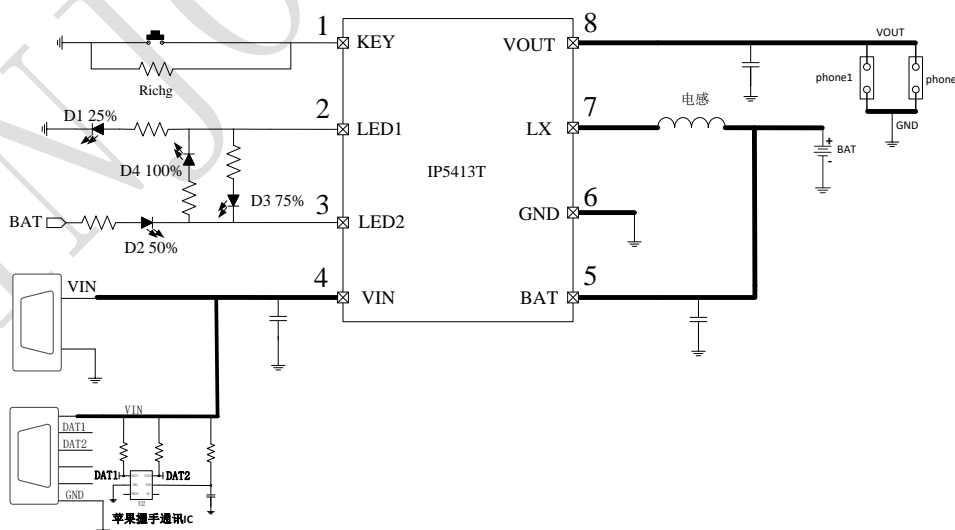 1
KEY
Richg
2
LED1
D1 25%
D4 100%
D3 75%
3
LED2
BAT
D2 50%
4
VIN
VIN
IP5413T
8
VOUT
VOUT
phone1
phone
GND
7
LX
电感
BAT
+
-
6
GND
5
BAT
VIN
DAT1
DAT2
DAT1
DAT2
GND
U2
苹果握手通讯IC